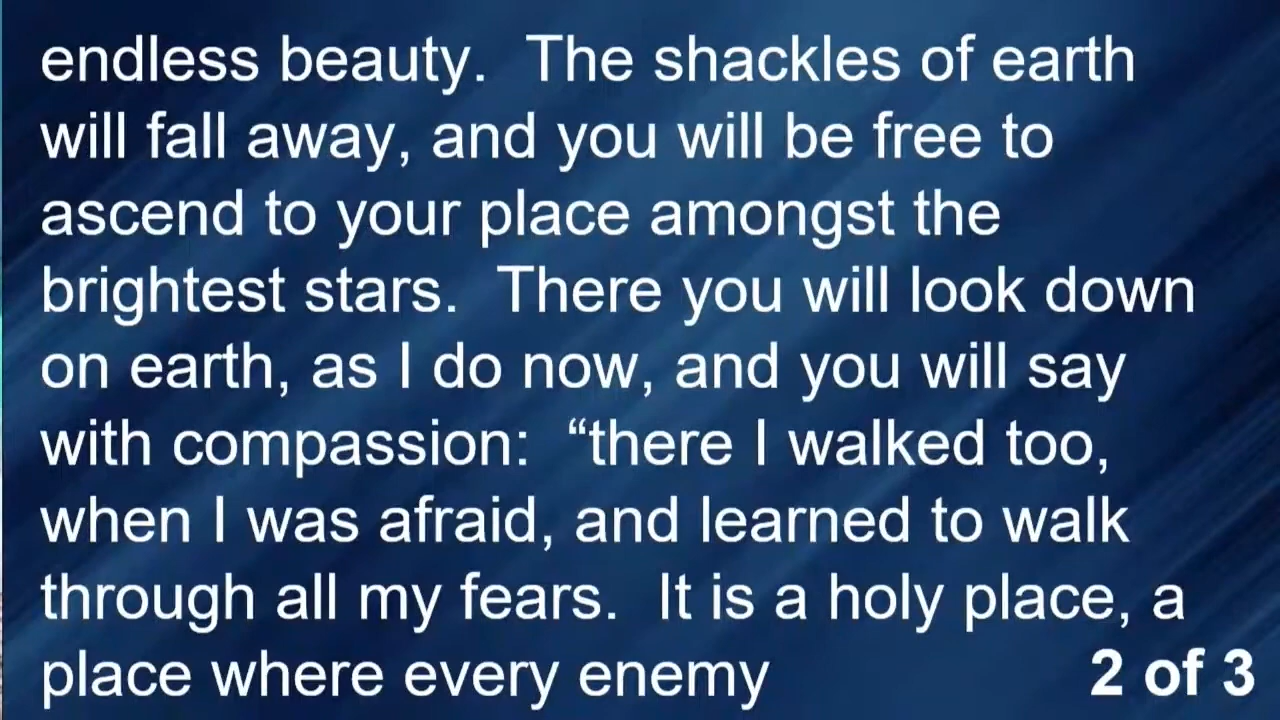 endless beauty.  The shackles of earth
will fall away, and you will be free to
ascend to your place amongst the
brightest stars.  There you will look down
on earth, as I do now, and you will say
with compassion:  “there I walked too,
when I was afraid, and learned to walk
through all my fears.  It is a holy place, a
place where every enemy
2 of 3